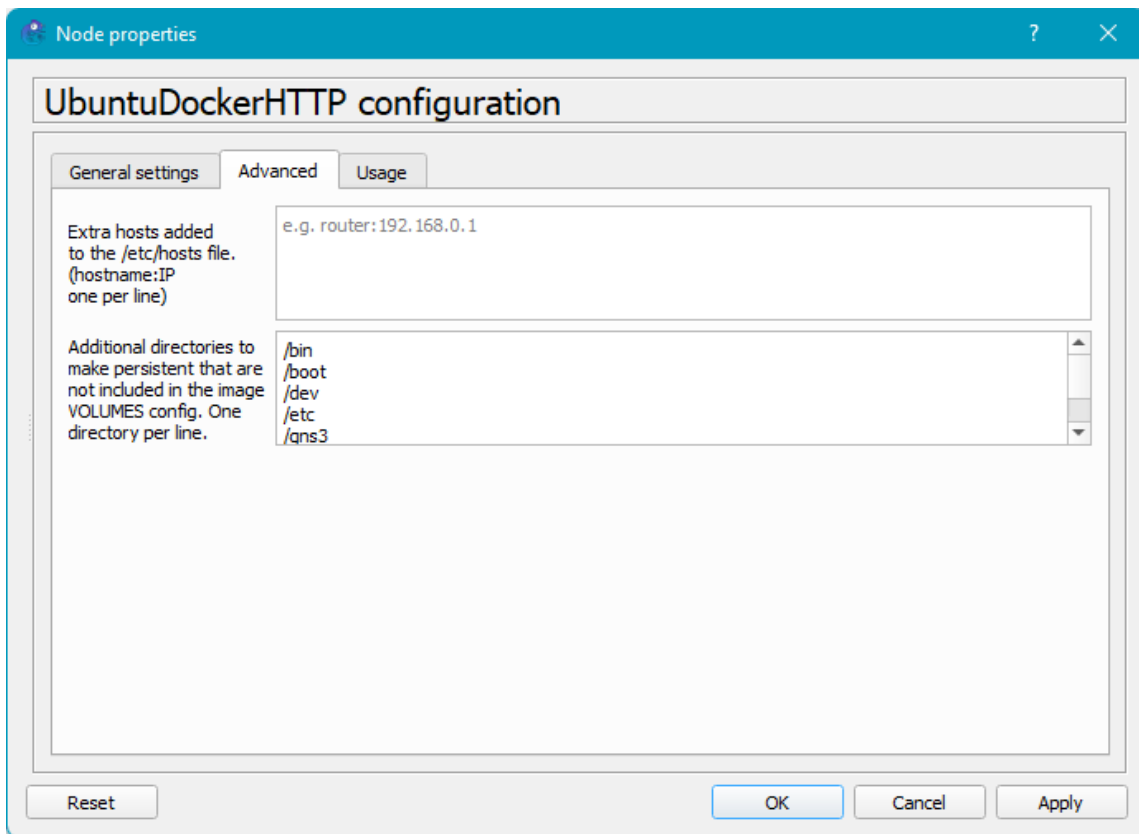 Node properties
UbuntuDockerHTTP configuration
General settings
Advanced
Usage
Extra hosts added
to the /etc/hosts file.
(hostname:IP
one per line)
e.g. router:192.168.0.1
Additional directories to
make persistent that are
not included in the image
VOLUMES config. One
directory per line.
/bin
/boot
/dev
/etc
/gns3
Reset
OK
Cancel
Apply